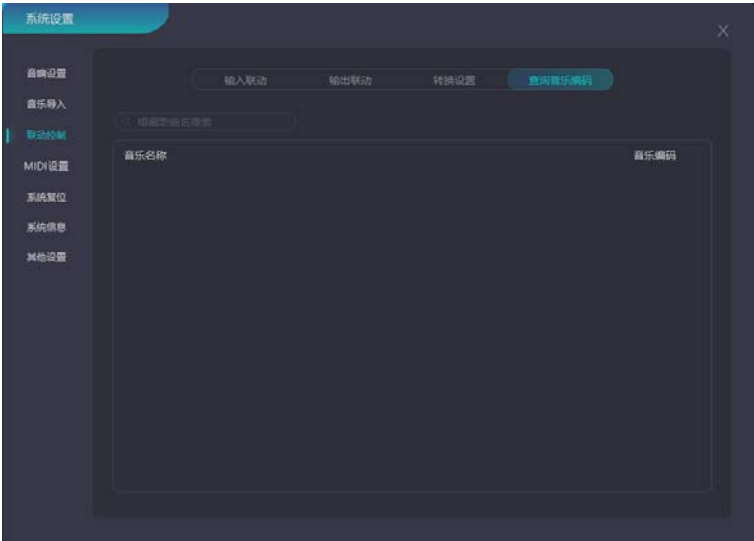 系统设置
X
音响设置
音乐导入
联动控制
MIDI设置
系统复位
系统信息
其他设置
输入联动
输出联动
转换设置
查询音乐编码
根据歌曲名搜索
音乐名称
音乐编码